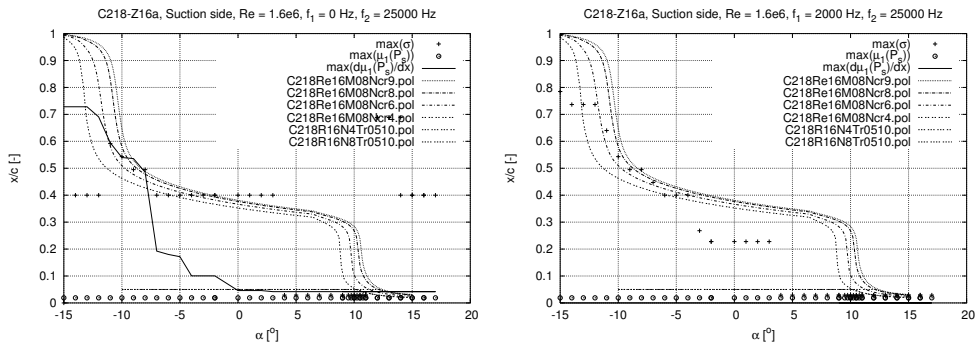 C218-Z16a, Suction side, Re = 1.6e6, f₁ = 0 Hz, f₂ = 25000 Hz
1
0.9
0.8
0.7
0.6
0.5
0.4
0.3
0.2
0.1
0
x/c [-]
max(σ)
max(μ₁(Pₛ))
max(dμ₁(Pₛ)/dx)
C218Re16M08Ncr9.pol
C218Re16M08Ncr8.pol
C218Re16M08Ncr6.pol
C218Re16M08Ncr4.pol
C218R16N4Tr0510.pol
C218R16N8Tr0510.pol
-15 -10 -5 0 5 10 15 20
α [°]
C218-Z16a, Suction side, Re = 1.6e6, f₁ = 2000 Hz, f₂ = 25000 Hz
1
0.9
0.8
0.7
0.6
0.5
0.4
0.3
0.2
0.1
0
x/c [-]
max(σ)
max(μ₁(Pₛ))
max(dμ₁(Pₛ)/dx)
C218Re16M08Ncr9.pol
C218Re16M08Ncr8.pol
C218Re16M08Ncr6.pol
C218Re16M08Ncr4.pol
C218R16N4Tr0510.pol
C218R16N8Tr0510.pol
-15 -10 -5 0 5 10 15 20
α [°]